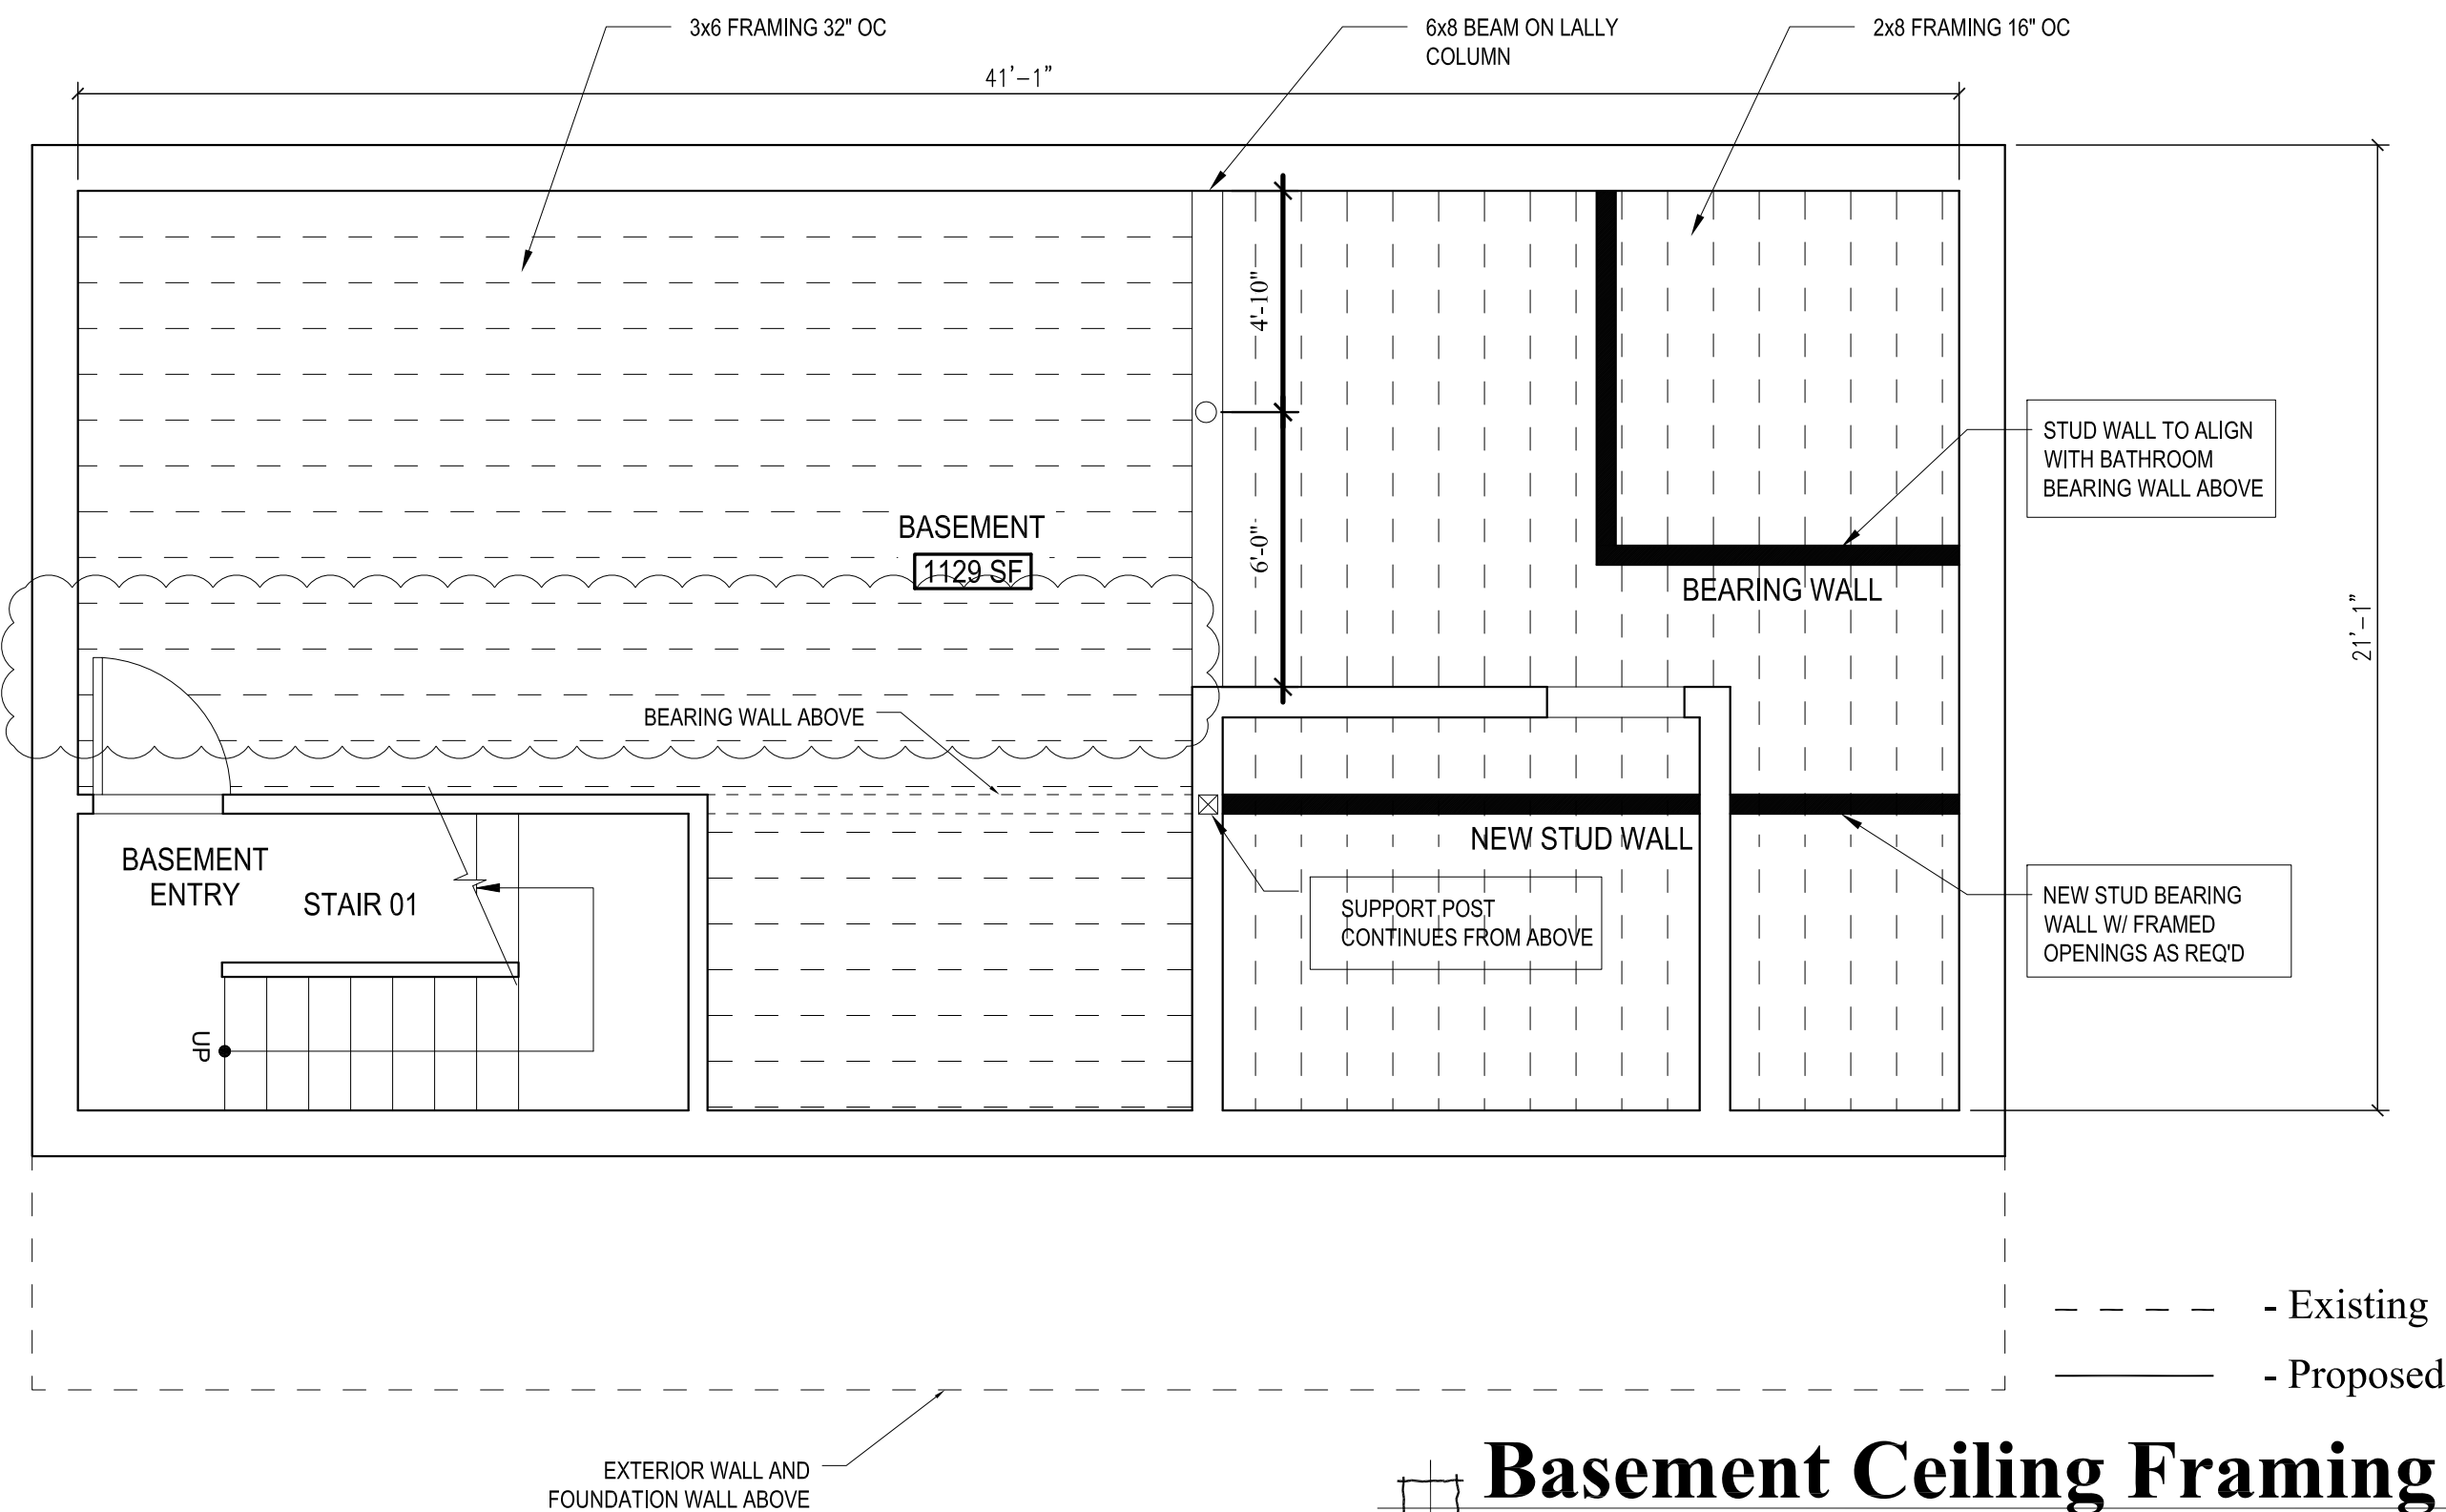 3x6 FRAMING 32" OC
6x8 BEAM ON LALLY
COLUMN
2x8 FRAMING 16" OC
41'-1"
4'-10"
6'-0"
BASEMENT
1129 SF
STUD WALL TO ALIGN
WITH BATHROOM
BEARING WALL ABOVE
BEARING WALL
21'-1"
BEARING WALL ABOVE
NEW STUD WALL
BASEMENT
ENTRY
STAIR 01
SUPPORT POST
CONTINUES FROM ABOVE
NEW STUD BEARING
WALL W/ FRAMED
OPENINGS AS REQ'D
UP
- Existing
- Proposed
EXTERIOR WALL AND
FOUNDATION WALL ABOVE
Basement Ceiling Framing